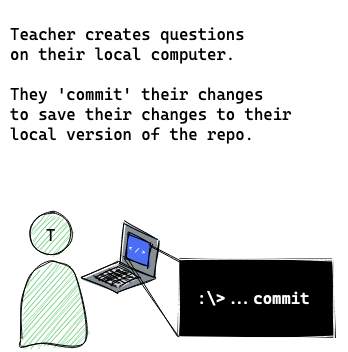 Teacher creates questions
on their local computer.
They 'commit' their changes
to save their changes to their
local version of the repo.
T
</>
:\>...commit